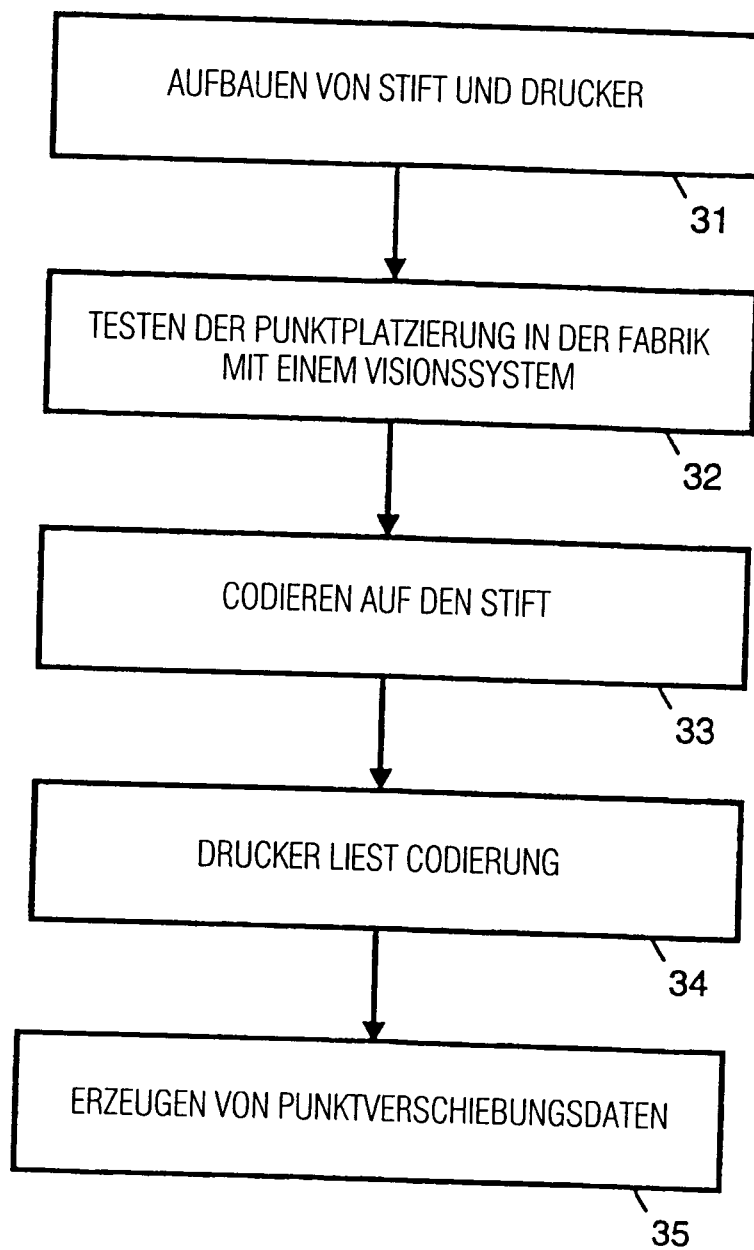 AUFBAUEN VON STIFT UND DRUCKER
31
TESTEN DER PUNKTPLATZIERUNG IN DER FABRIK
MIT EINEM VISIONSSYSTEM
32
CODIEREN AUF DEN STIFT
33
DRUCKER LIEST CODIERUNG
34
ERZEUGEN VON PUNKTVERSCHIEBUNGSDATEN
35